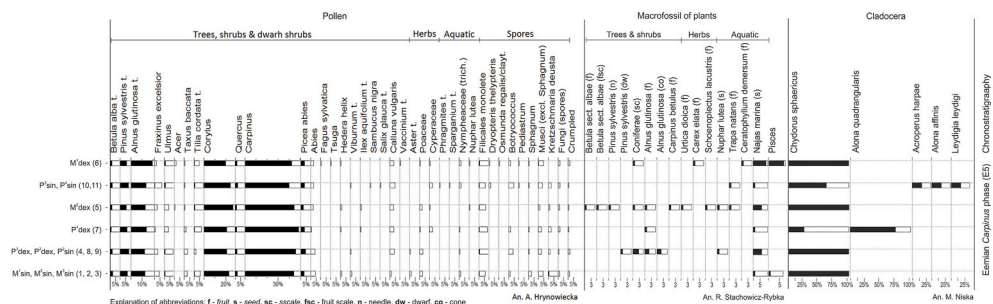 Pollen
Macrofossil of plants
Cladocera
Trees, shrubs & dwarh shrubs
Herbs
Aquatic
Spores
Trees & shrubs
Herbs
Aquatic
Betula alba t.
Pinus sylvestris t.
Alnus glutinosa t.
Fraxinus excelsior
Ulmus
Acer
Taxus baccata
Tilia cordata t.
Corylus
Quercus
Carpinus
Picea abies
Abies
Fagus sylvatica
Tsuga
Hedera helix
Viburnum t.
Ilex aquifolium t.
Sambucus nigra
Salix glauca t.
Calluna vulgaris
Vaccinium t.
Aster t.
Poaceae
Cyperaceae
Phragmites t.
Sparganium t.
Nymphaeaceae (trich.)
Nuphar lutea
Filicales monolete
Dryopteris thelypteris
Osmunda regalis/clayt.
Botryococcus
Pediastrum
Sphagnum
Musci (excl. Sphagnum)
Kretzschmaria deusta
Fungi (spores)
Crumpled
Betula sect. albae (f)
Betula sect. albae (fsc)
Pinus sylvestris (n)
Pinus sylvestris (dw)
Coniferae (sc)
Alnus glutinosa (f)
Alnus glutinosa (co)
Carpinus betulus (f)
Urtica dioica (f)
Carex elata (f)
Schoenoplectus lacustris (f)
Nuphar lutea (s)
Trapa natans (f)
Ceratophyllum demersum (f)
Najas marina (s)
Pisces
Chydorus sphaericus
Alona quadrangularis
Acroperus harpae
Alona affinis
Leydigia leydigi
Chronostratigraphy
Eemian Carpinus phase (E5)
M³dex (6)
P³sin, P⁴sin (10,11)
M²dex (5)
P²dex (7)
P³dex, P⁴dex, P²sin (4, 8, 9)
M¹sin, M²sin, M³sin (1, 2, 3)
An. A. Hrynowiecka
An. R. Stachowicz-Rybka
An. M. Niska
Explanation of abbreviations: f - fruit, s - seed, sc - sscale, fsc - fruit scale, n - needle, dw - dwarf, co - cone